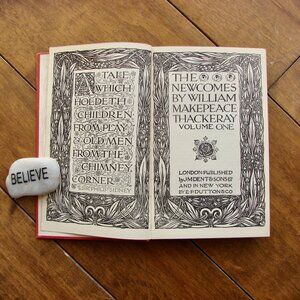 A TALE
WHICH
HOLDETH
CHILDREN
FROM PLAY
& OLD MEN
FROM THE
CHIMNEY
CORNER
SIR PHILIP SIDNEY
THE
NEWCOMES
BY WILLIAM
MAKEPEACE
THACKERAY
VOLUME ONE
LONDON PUBLISHED
by J.M.DENT & SONS Ltd
AND IN NEW YORK
BY E.P. DUTTON & CO
BELIEVE